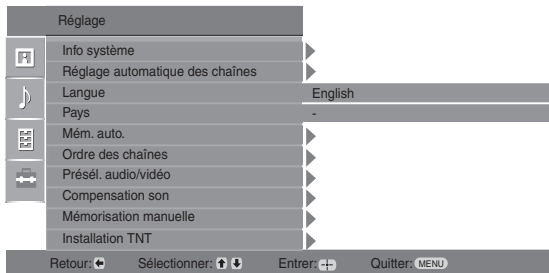 Réglage
Info système
Réglage automatique des chaînes
Langue English
Pays -
Mém. auto.
Ordre des chaînes
Présél. audio/vidéo
Compensation son
Mémorisation manuelle
Installation TNT
Retour: Sélectionner: Entrer: Quitter: MENU